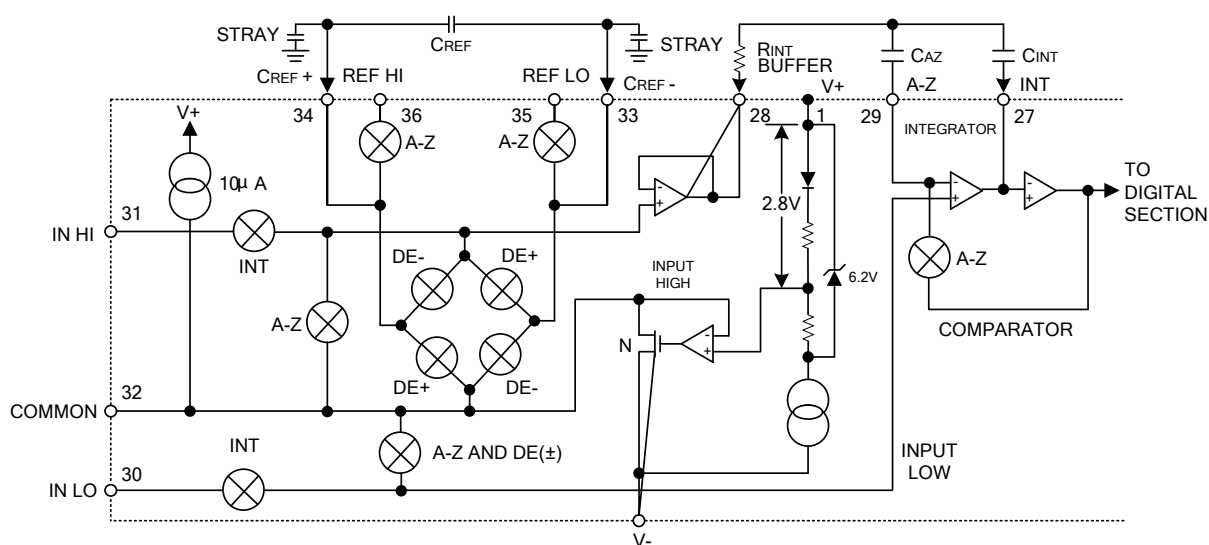 STRAY
CREF
STRAY
RINT
BUFFER
CAZ
CINT
CREF +
REF HI
REF LO
CREF -
V+
A-Z
INT
34
36
35
33
28
1
29
INTEGRATOR
27
V+
A-Z
A-Z
10µ A
2.8V
-
+
-
+
-
+
TO
DIGITAL
SECTION
31
IN HI
INT
DE-
DE+
INPUT
HIGH
6.2V
A-Z
A-Z
N
-
+
COMPARATOR
DE+
DE-
32
COMMON
INT
A-Z AND DE(±)
INPUT
LOW
30
IN LO
V-